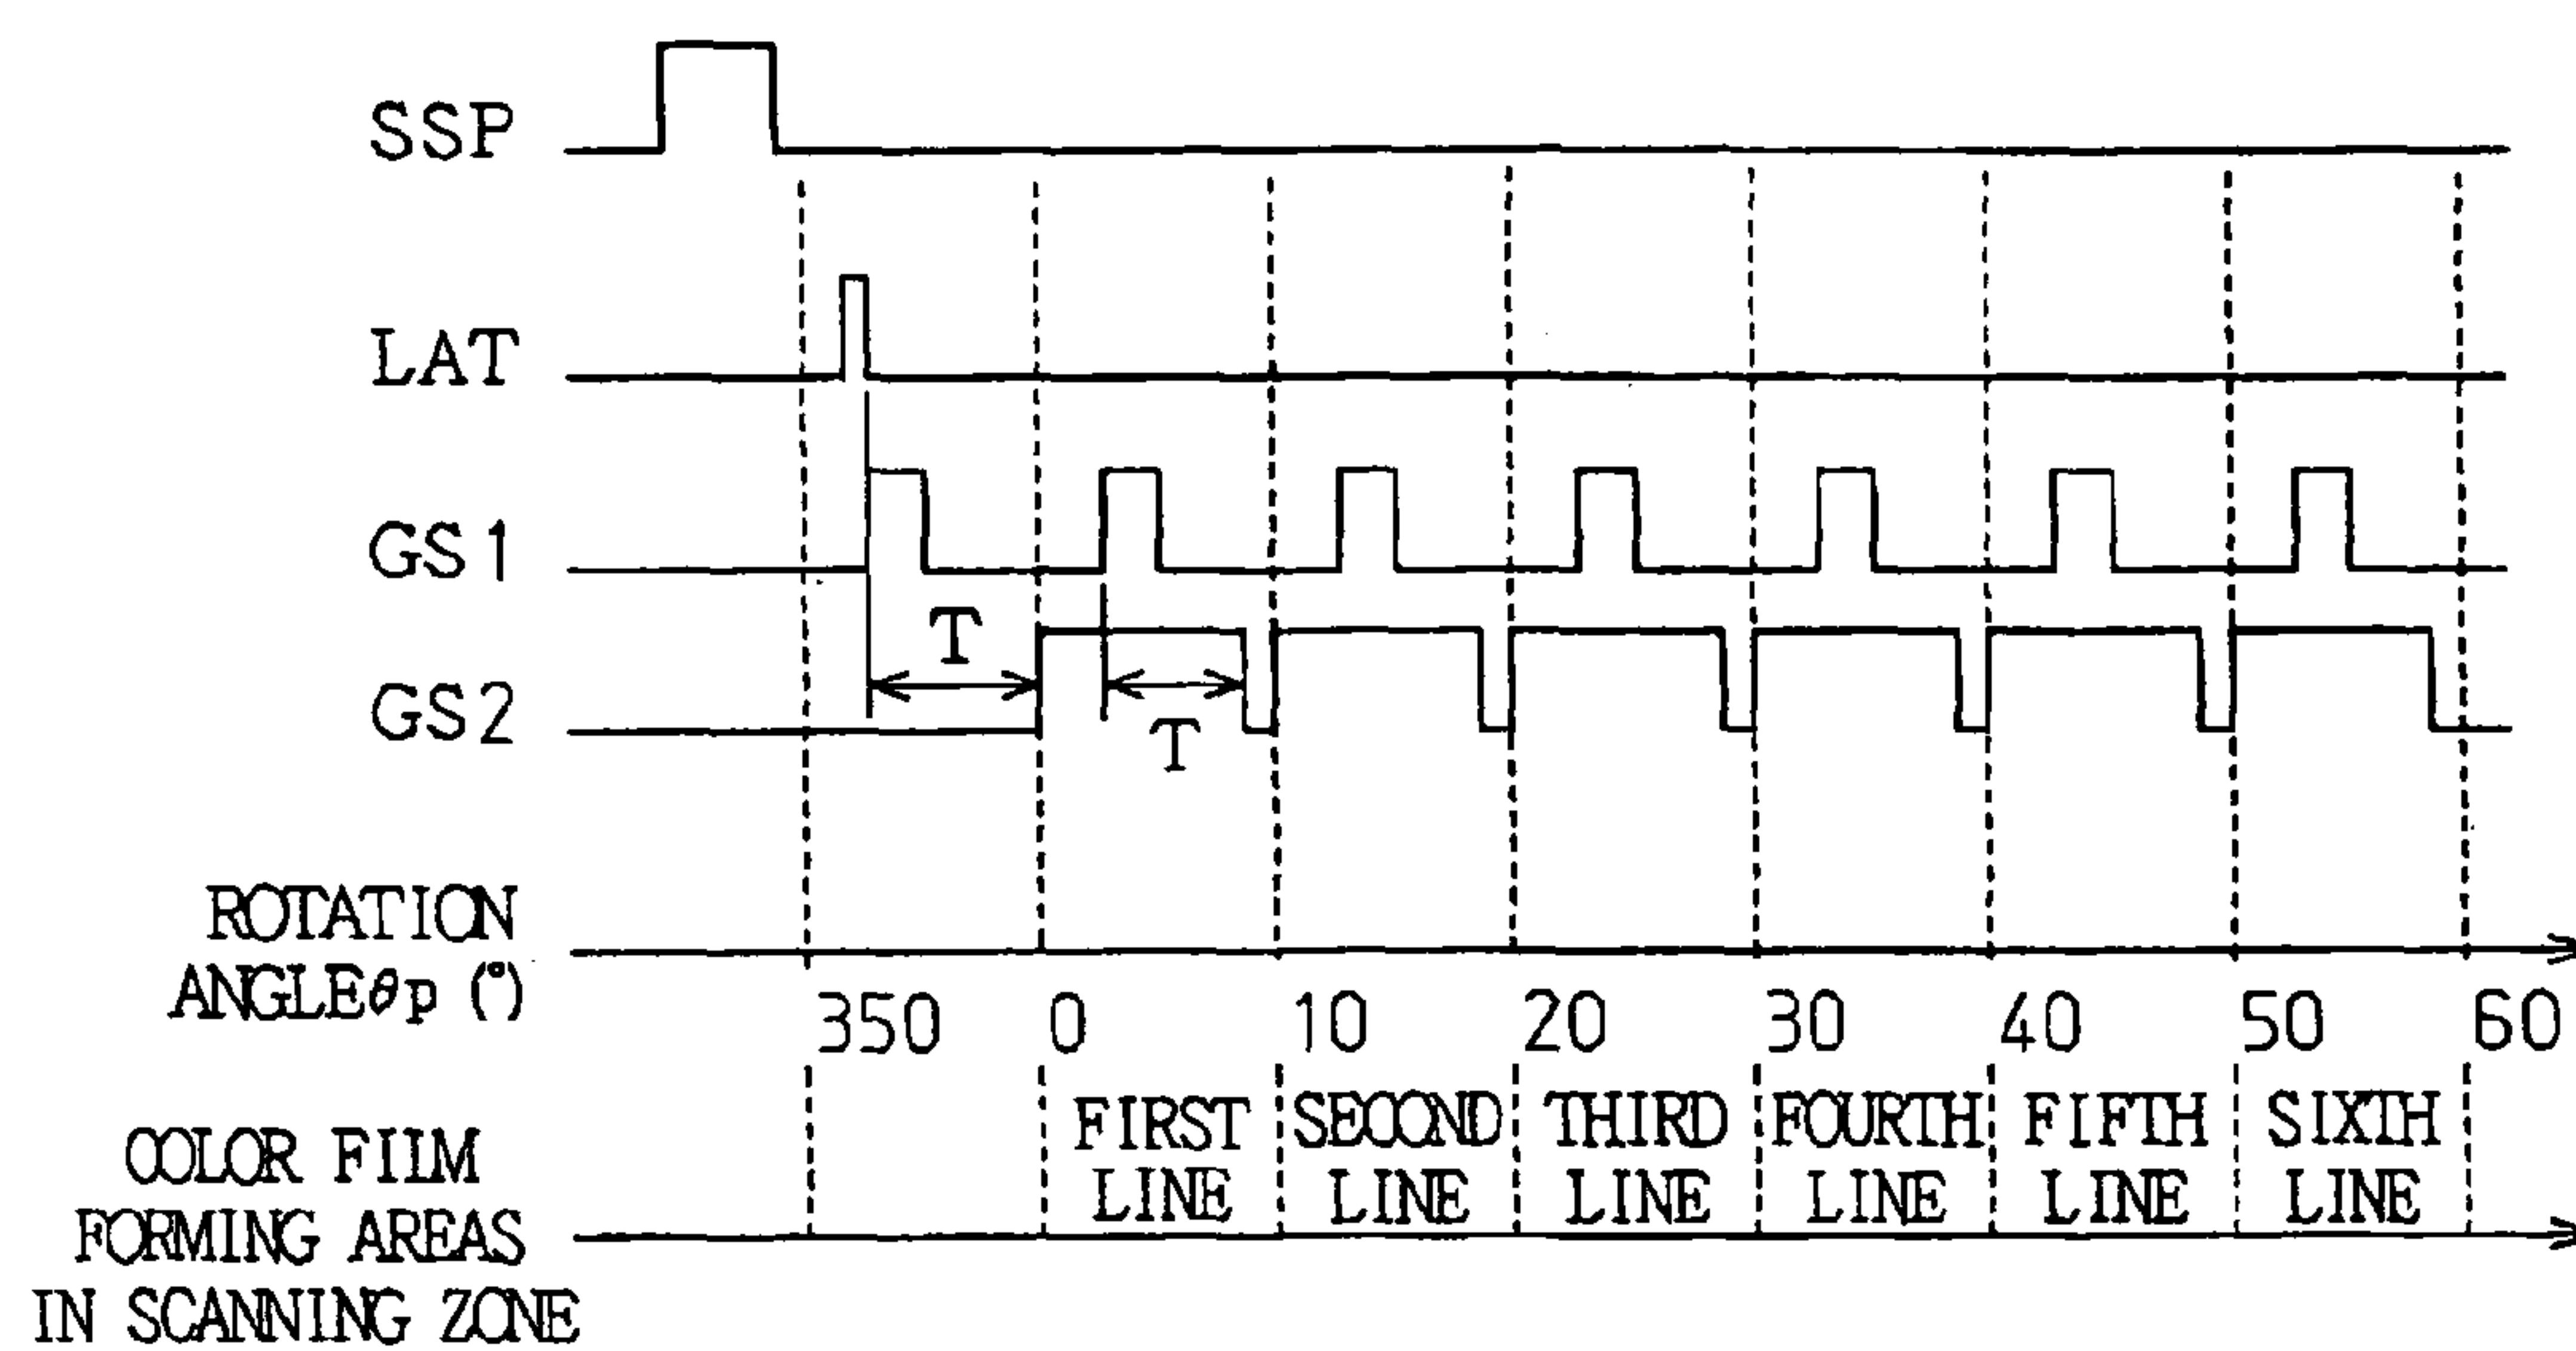 SSP
LAT
GS1
T
GS2
T
ROTATION
ANGLEθp (°)
350 0 10 20 30 40 50 60
FIRST LINE
SECOND LINE
THIRD LINE
FOURTH LINE
FIFTH LINE
SIXTH LINE
COLOR FILM
FORMING AREAS
IN SCANNING ZONE